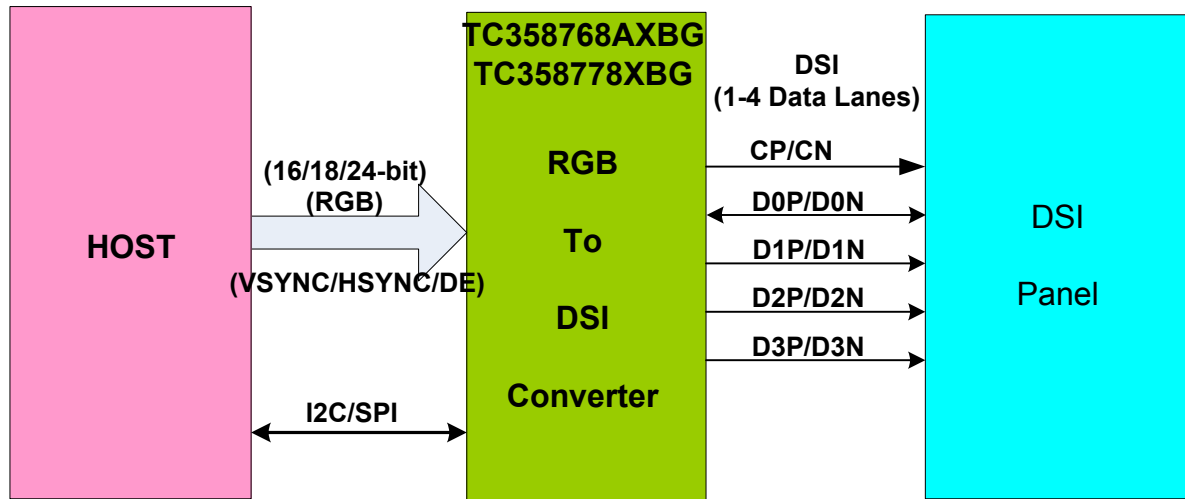 HOST
(16/18/24-bit)
(RGB)
(VSYNC/HSYNC/DE)
I2C/SPI
TC358768AXBG
TC358778XBG
RGB
To
DSI
Converter
DSI
(1-4 Data Lanes)
CP/CN
D0P/D0N
D1P/D1N
D2P/D2N
D3P/D3N
DSI
Panel